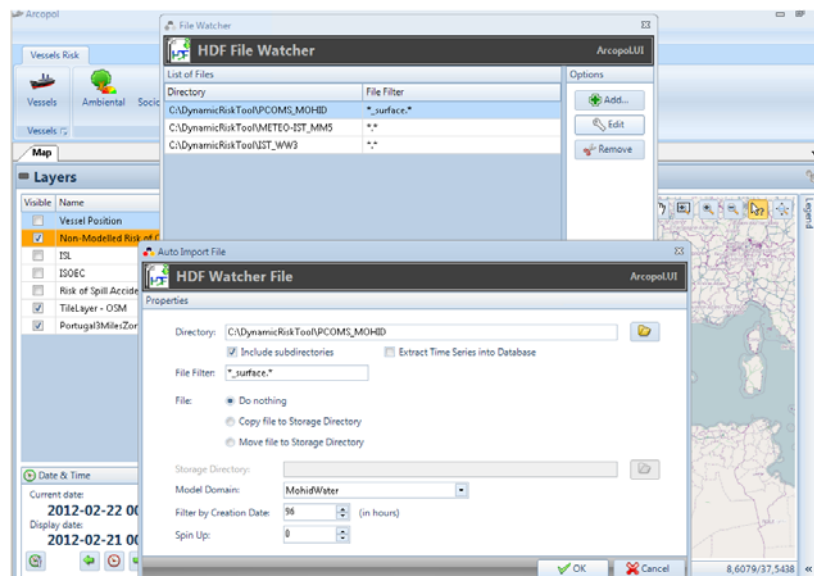 Arcopol
File Watcher
HDF File Watcher
ArcopolUI
Vessels Risk
List of Files
Options
Directory
File Filter
C:\DynamicRiskTool\PCOMS_MOHID
*_surface.*
C:\DynamicRiskTool\METEO-IST_MM5
*.*
C:\DynamicRiskTool\IST_WW3
*.*
Add...
Edit
Remove
Vessels
Ambiental
Vessels
Map
Layers
Visible
Name
Vessel Position
Non-Modelled Risk of
ISL
ISOEC
Risk of Spill Accide
TileLayer - OSM
Portugal3MilesZor
Legend
Auto Import File
HDF Watcher File
ArcopolUI
Properties
Directory:
C:\DynamicRiskTool\PCOMS_MOHID
Include subdirectories
Extract Time Series into Database
File Filter:
*_surface.*
File:
Do nothing
Copy file to Storage Directory
Move file to Storage Directory
Storage Directory:
Model Domain:
MohidWater
Filter by Creation Date:
96
(in hours)
Spin Up:
0
OK
Cancel
Date & Time
Current date:
2012-02-22 00
Display date:
2012-02-21 00
8,6079/37,5438